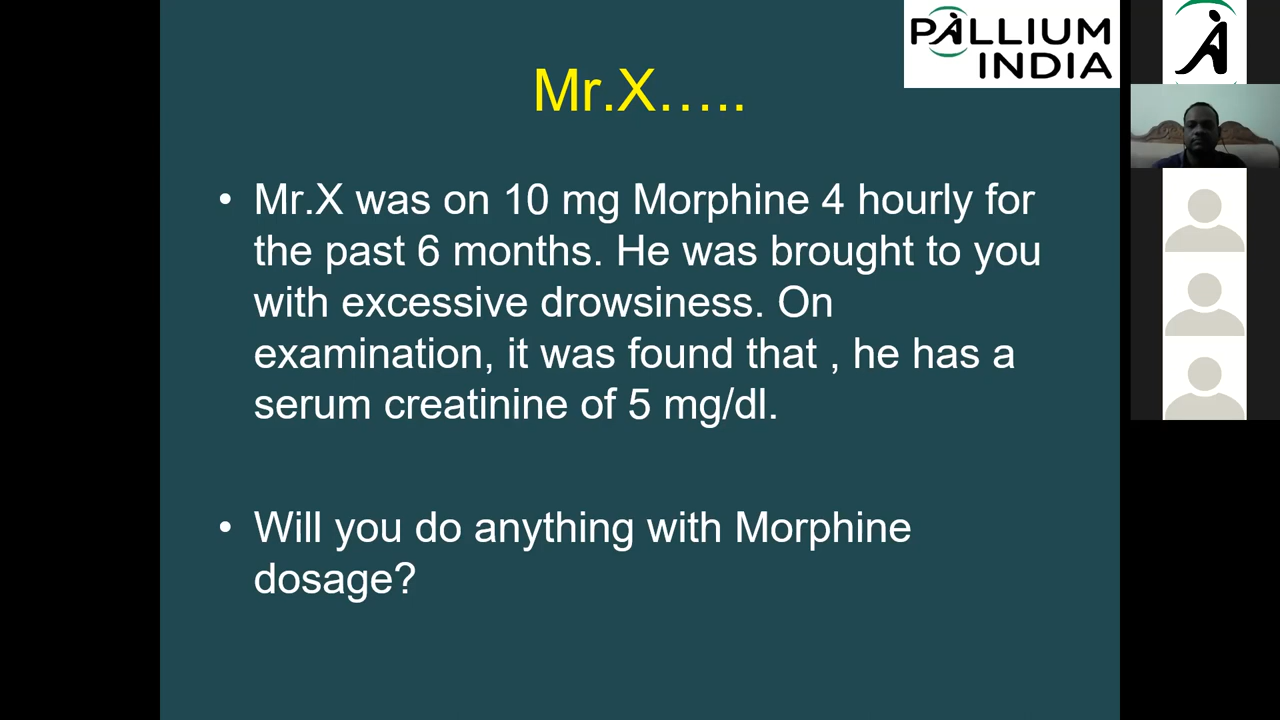 PALLIUM
INDIA
Mr.X.....
• Mr.X was on 10 mg Morphine 4 hourly for
the past 6 months. He was brought to you
with excessive drowsiness. On
examination, it was found that , he has a
serum creatinine of 5 mg/dl.
• Will you do anything with Morphine
dosage?